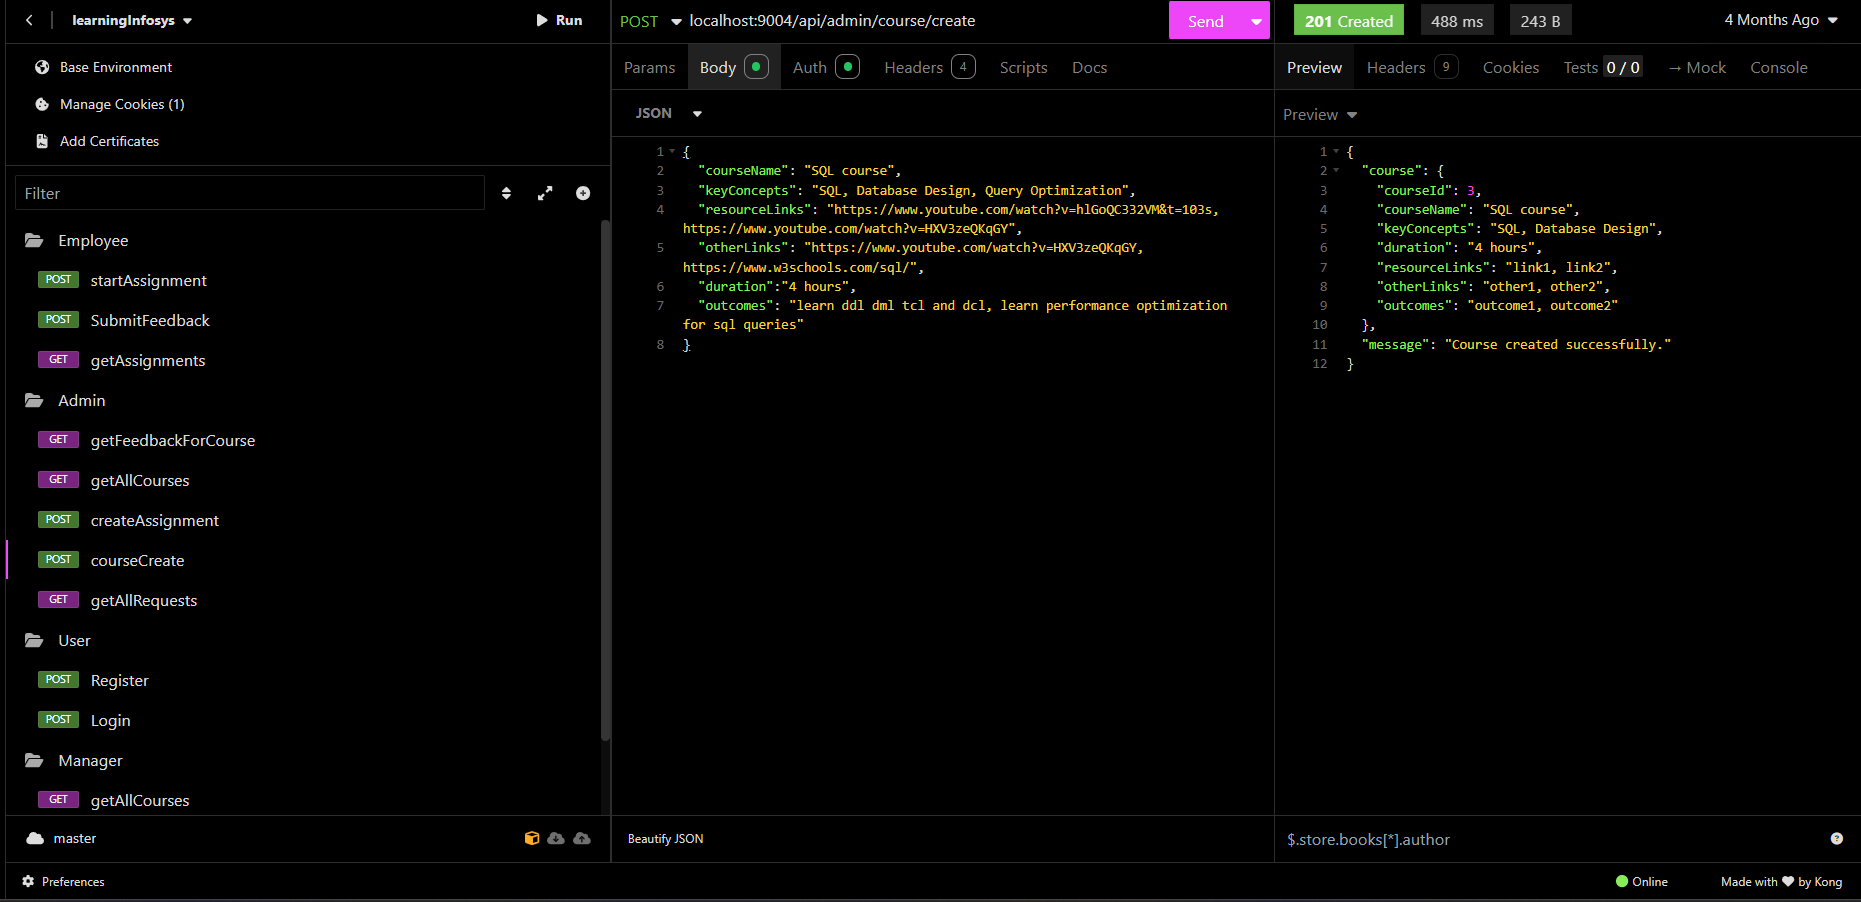 learningInfosys
Run
Base Environment
Manage Cookies (1)
Add Certificates
Filter
Employee
POST startAssignment
POST SubmitFeedback
GET getAssignments
Admin
GET getFeedbackForCourse
GET getAllCourses
POST createAssignment
POST courseCreate
GET getAllRequests
User
POST Register
POST Login
Manager
GET getAllCourses
master
Preferences
POST localhost:9004/api/admin/course/create Send
Params Body Auth Headers 4 Scripts Docs
JSON
1 {
2 "courseName": "SQL course",
3 "keyConcepts": "SQL, Database Design, Query Optimization",
4 "resourceLinks": "https://www.youtube.com/watch?v=hlGoQC332VM&t=103s,
https://www.youtube.com/watch?v=HXV3zeQKqGY",
5 "otherLinks": "https://www.youtube.com/watch?v=HXV3zeQKqGY,
https://www.w3schools.com/sql/",
6 "duration":"4 hours",
7 "outcomes": "learn ddl dml tcl and dcl, learn performance optimization
for sql queries"
8 }
Beautify JSON
201 Created 488 ms 243 B 4 Months Ago
Preview Headers 9 Cookies Tests 0 / 0 → Mock Console
Preview
1 {
2 "course": {
3 "courseId": 3,
4 "courseName": "SQL course",
5 "keyConcepts": "SQL, Database Design",
6 "duration": "4 hours",
7 "resourceLinks": "link1, link2",
8 "otherLinks": "other1, other2",
9 "outcomes": "outcome1, outcome2"
10 },
11 "message": "Course created successfully."
12 }
$.store.books[*].author
Online
Made with ♥ by Kong